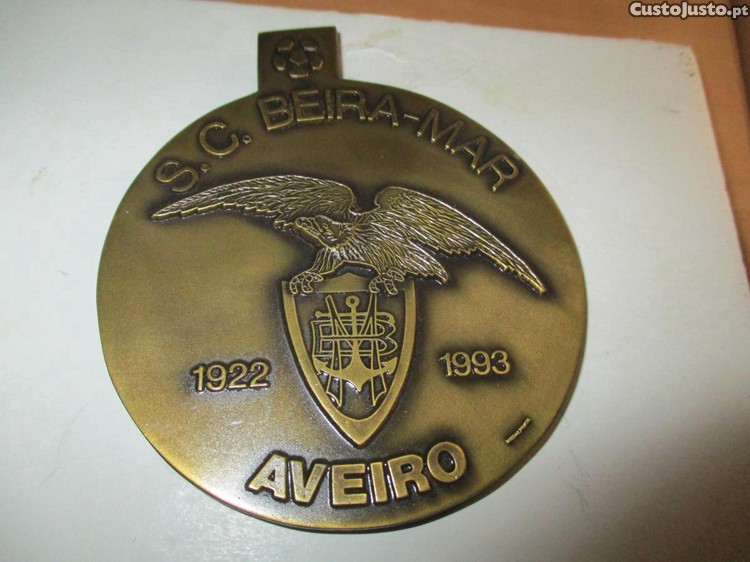 CustoJusto.pt
S.C. BEIRA-MAR
1922
1993
AVEIRO